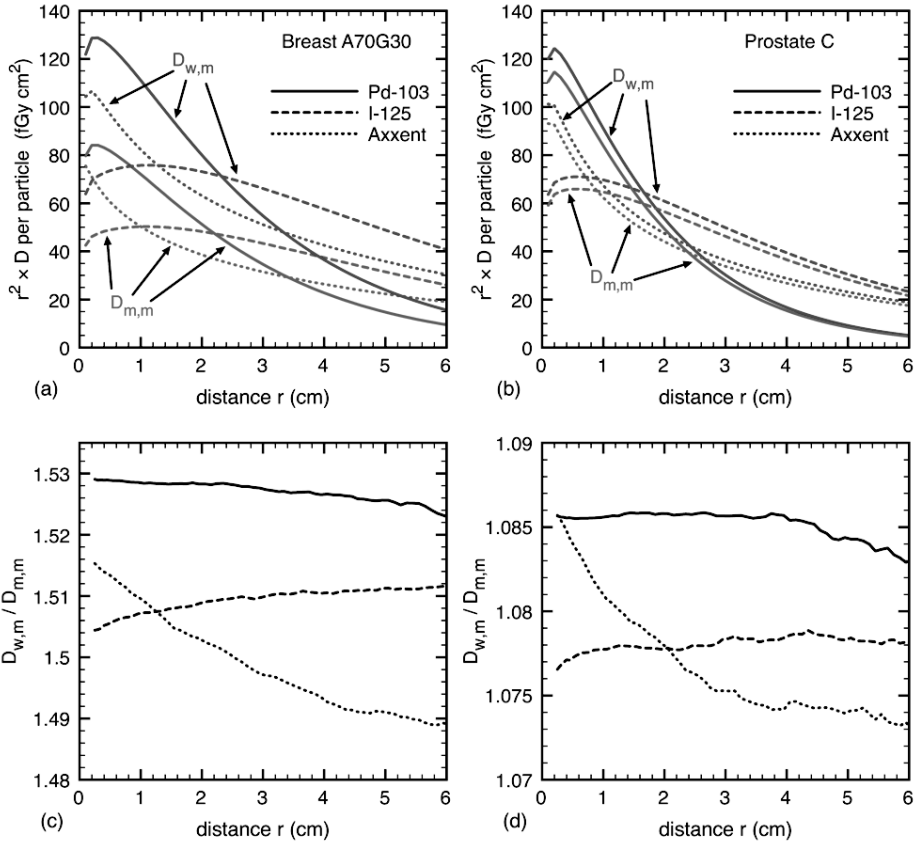 140
120
100
80
60
40
20
0
r² × D per particle (fGy cm²)
Breast A70G30
D_w,m
Pd-103
I-125
Axxent
D_m,m
0 1 2 3 4 5 6
(a)
distance r (cm)
140
120
100
80
60
40
20
0
r² × D per particle (fGy cm²)
Prostate C
D_w,m
Pd-103
I-125
Axxent
D_m,m
0 1 2 3 4 5 6
(b)
distance r (cm)
1.53
1.52
1.51
1.5
1.49
1.48
D_w,m / D_m,m
0 1 2 3 4 5 6
(c)
distance r (cm)
1.09
1.085
1.08
1.075
1.07
D_w,m / D_m,m
0 1 2 3 4 5 6
(d)
distance r (cm)